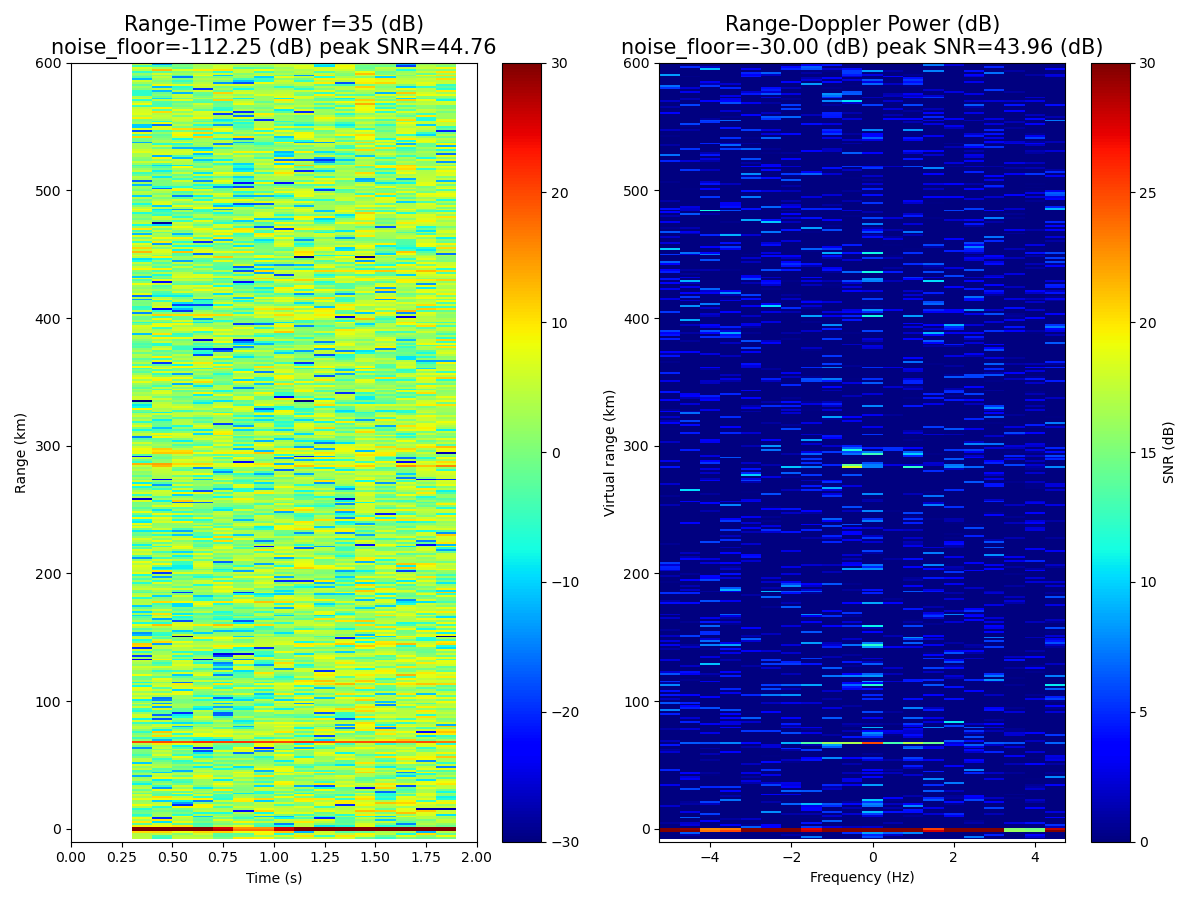 Range-Time Power f=35 (dB)
noise_floor=-112.25 (dB) peak SNR=44.76
600
500
400
300
200
100
0
Range (km)
0.00 0.25 0.50 0.75 1.00 1.25 1.50 1.75 2.00
Time (s)
30
20
10
0
−10
−20
−30
Range-Doppler Power (dB)
noise_floor=-30.00 (dB) peak SNR=43.96 (dB)
600
500
400
300
200
100
0
Virtual range (km)
−4 −2 0 2 4
Frequency (Hz)
30
25
20
15
10
5
0
SNR (dB)